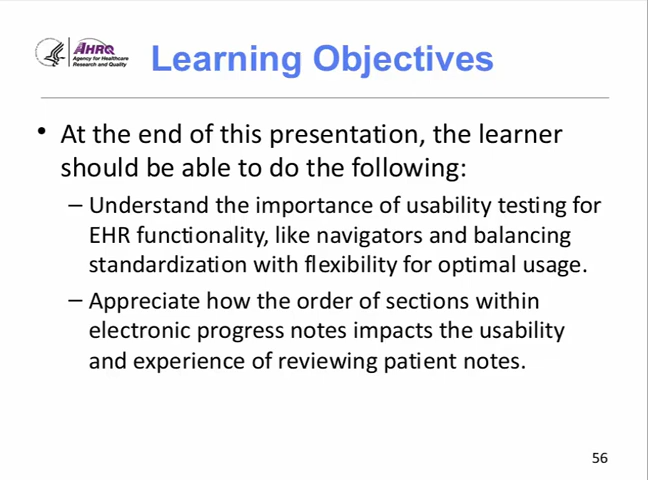 AHRQ
Agency for Healthcare
Research and Quality
Learning Objectives
• At the end of this presentation, the learner
should be able to do the following:
– Understand the importance of usability testing for
EHR functionality, like navigators and balancing
standardization with flexibility for optimal usage.
– Appreciate how the order of sections within
electronic progress notes impacts the usability
and experience of reviewing patient notes.
56